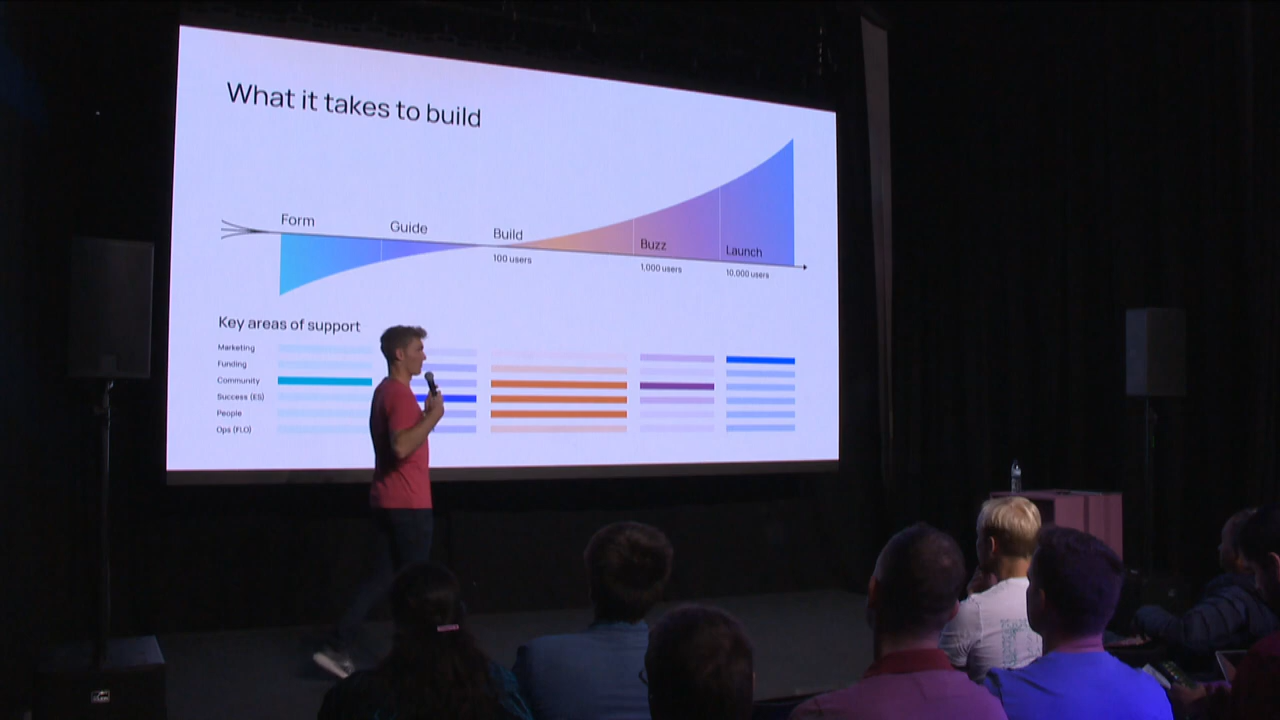 What it takes to build
Form
Guide
Build
Buzz
Launch
100 users
1,000 users
10,000 users
Key areas of support
Marketing
Funding
Community
Success (ES)
People
Ops (FLO)